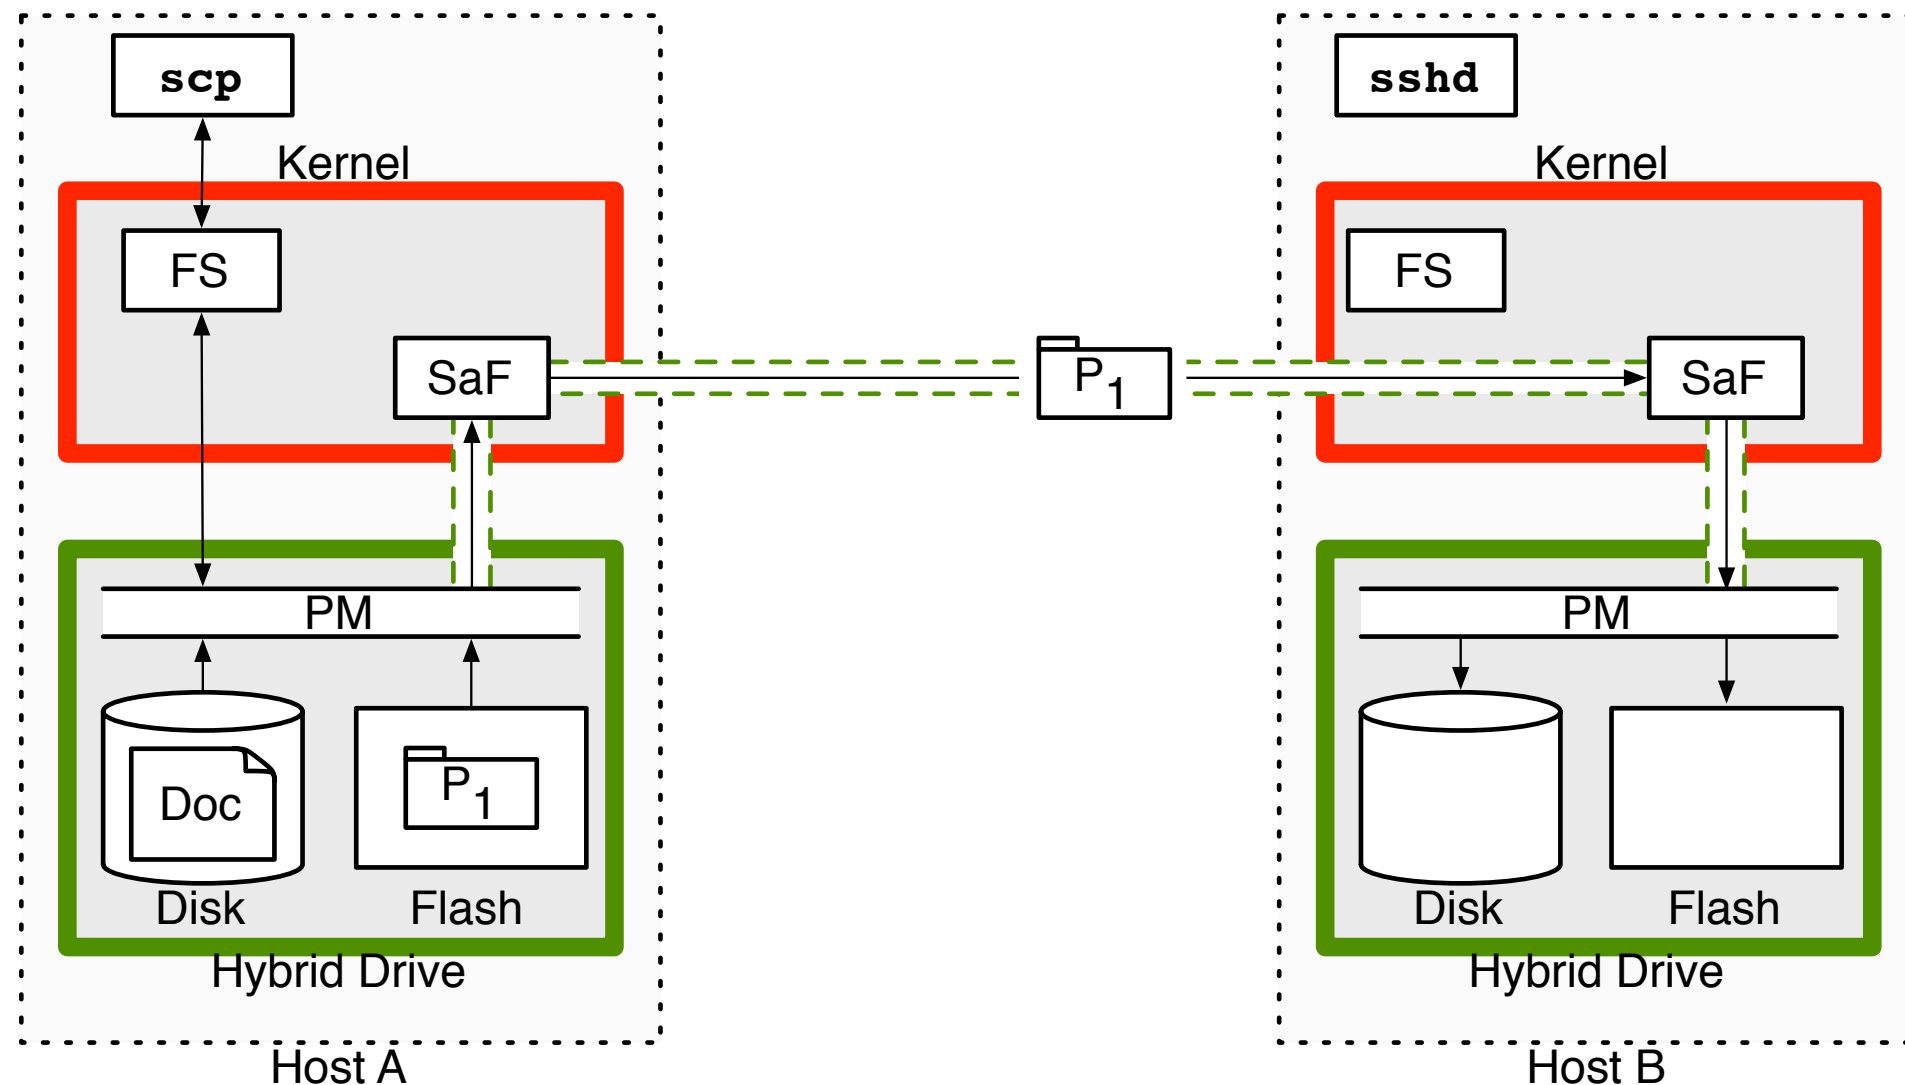 scp
sshd
Kernel
Kernel
FS
FS
SaF
P1
SaF
PM
PM
Doc
P1
Disk
Flash
Disk
Flash
Hybrid Drive
Hybrid Drive
Host A
Host B